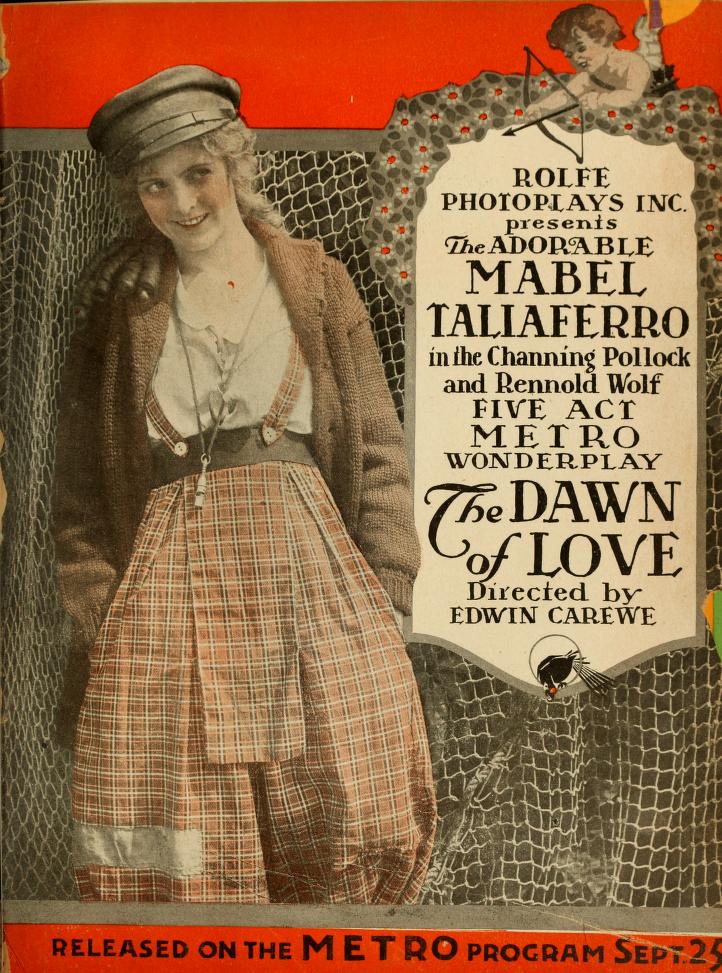 ROLFE
PHOTOPLAYS INC.
presents
The ADORABLE
MABEL
TALIAFERRO
in the Channing Pollock
and Rennold Wolf
FIVE ACT
METRO
WONDERPLAY
The DAWN
of LOVE
Directed by
EDWIN CAREWE
RELEASED ON THE METRO PROGRAM SEPT.